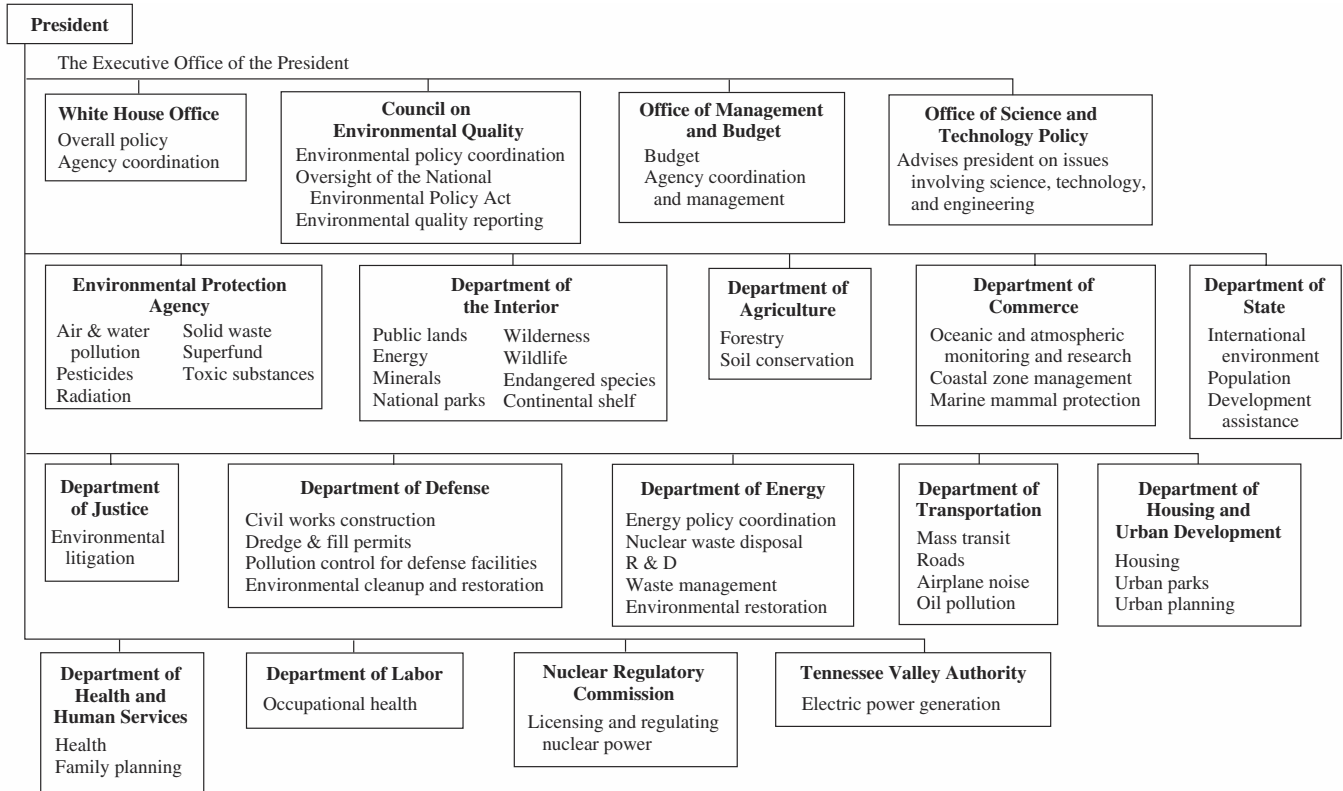 President
The Executive Office of the President
White House Office
Overall policy
Agency coordination
Council on
Environmental Quality
Environmental policy coordination
Oversight of the National
Environmental Policy Act
Environmental quality reporting
Office of Management
and Budget
Budget
Agency coordination
and management
Office of Science and
Technology Policy
Advises president on issues
involving science, technology,
and engineering
Environmental Protection
Agency
Air & water
pollution
Pesticides
Radiation
Solid waste
Superfund
Toxic substances
Department of
the Interior
Public lands
Energy
Minerals
National parks
Wilderness
Wildlife
Endangered species
Continental shelf
Department of
Agriculture
Forestry
Soil conservation
Department of
Commerce
Oceanic and atmospheric
monitoring and research
Coastal zone management
Marine mammal protection
Department of
State
International
environment
Population
Development
assistance
Department
of Justice
Environmental
litigation
Department of Defense
Civil works construction
Dredge & fill permits
Pollution control for defense facilities
Environmental cleanup and restoration
Department of Energy
Energy policy coordination
Nuclear waste disposal
R & D
Waste management
Environmental restoration
Department of
Transportation
Mass transit
Roads
Airplane noise
Oil pollution
Department of
Housing and
Urban Development
Housing
Urban parks
Urban planning
Department of
Health and
Human Services
Health
Family planning
Department of Labor
Occupational health
Nuclear Regulatory
Commission
Licensing and regulating
nuclear power
Tennessee Valley Authority
Electric power generation